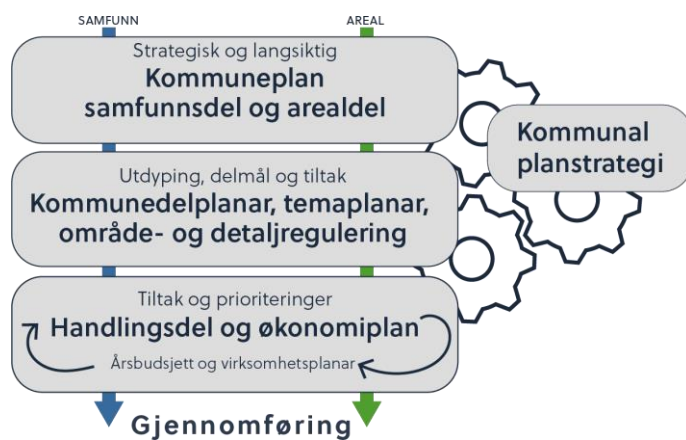 SAMFUNN
AREAL
Strategisk og langsiktig
Kommuneplan
samfunnsdel og arealdel
Kommunal
planstrategi
Utdyping, delmål og tiltak
Kommunedelplanar, temaplanar,
område- og detaljregulering
Tiltak og prioriteringer
Handlingsdel og økonomiplan
Årsbudsjett og virksomhetsplanar
Gjennomføring